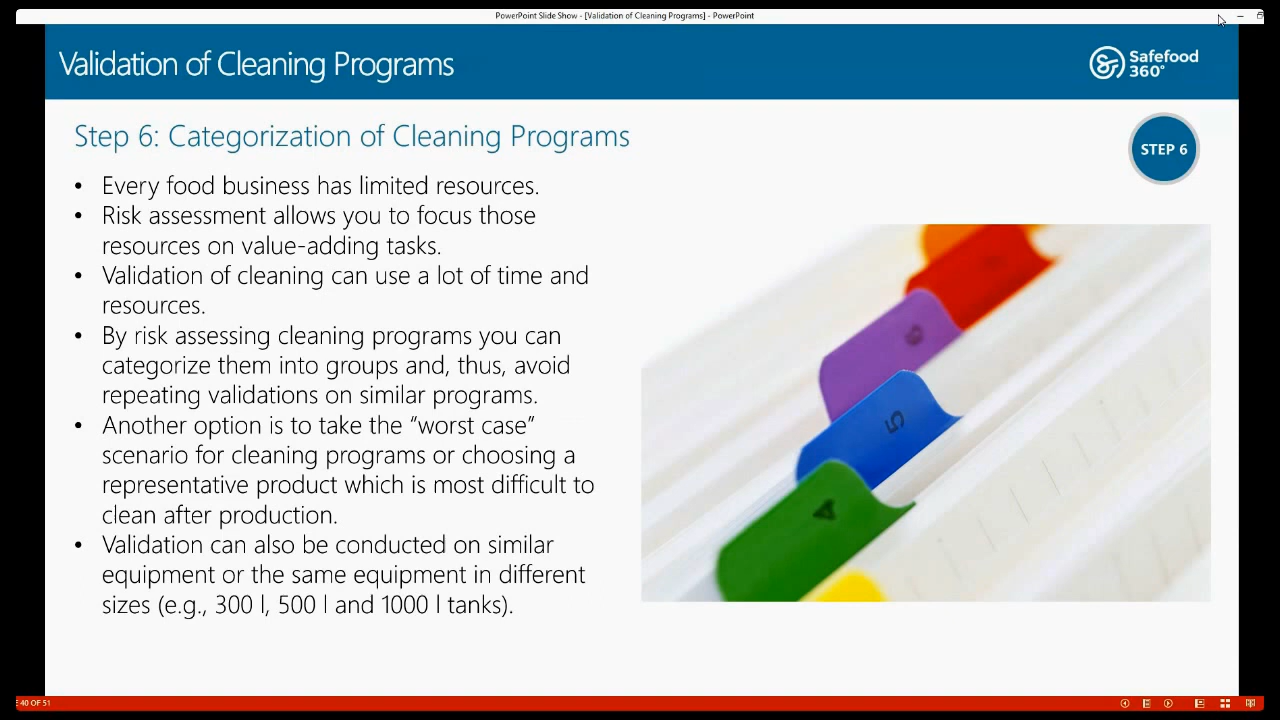 PowerPoint Slide Show - [Validation of Cleaning Programs] - PowerPoint
Validation of Cleaning Programs
Safefood
360°
Step 6: Categorization of Cleaning Programs
STEP 6
• Every food business has limited resources.
• Risk assessment allows you to focus those
resources on value-adding tasks.
• Validation of cleaning can use a lot of time and
resources.
• By risk assessing cleaning programs you can
categorize them into groups and, thus, avoid
repeating validations on similar programs.
• Another option is to take the “worst case”
scenario for cleaning programs or choosing a
representative product which is most difficult to
clean after production.
• Validation can also be conducted on similar
equipment or the same equipment in different
sizes (e.g., 300 l, 500 l and 1000 l tanks).
6
5
4
E 40 OF 51